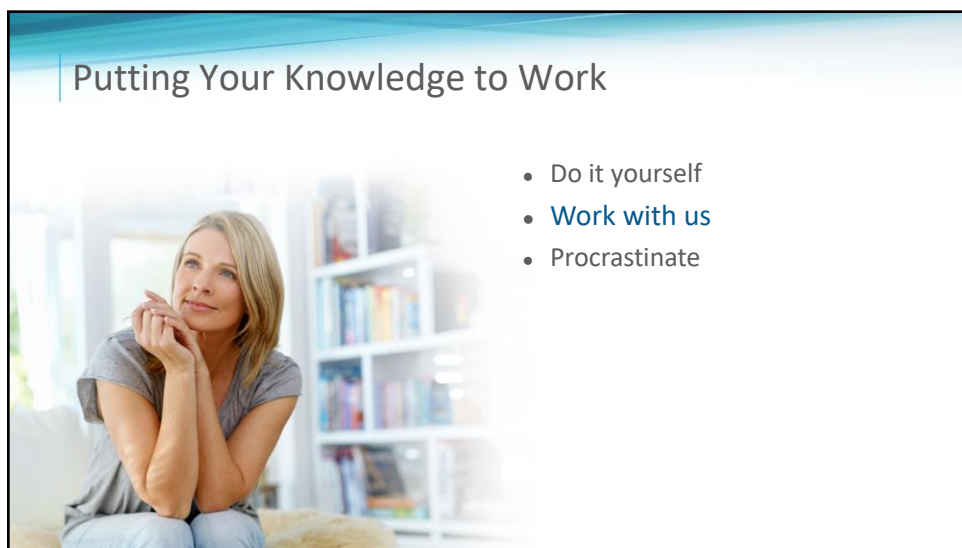 Putting Your Knowledge to Work
● Do it yourself
● Work with us
● Procrastinate